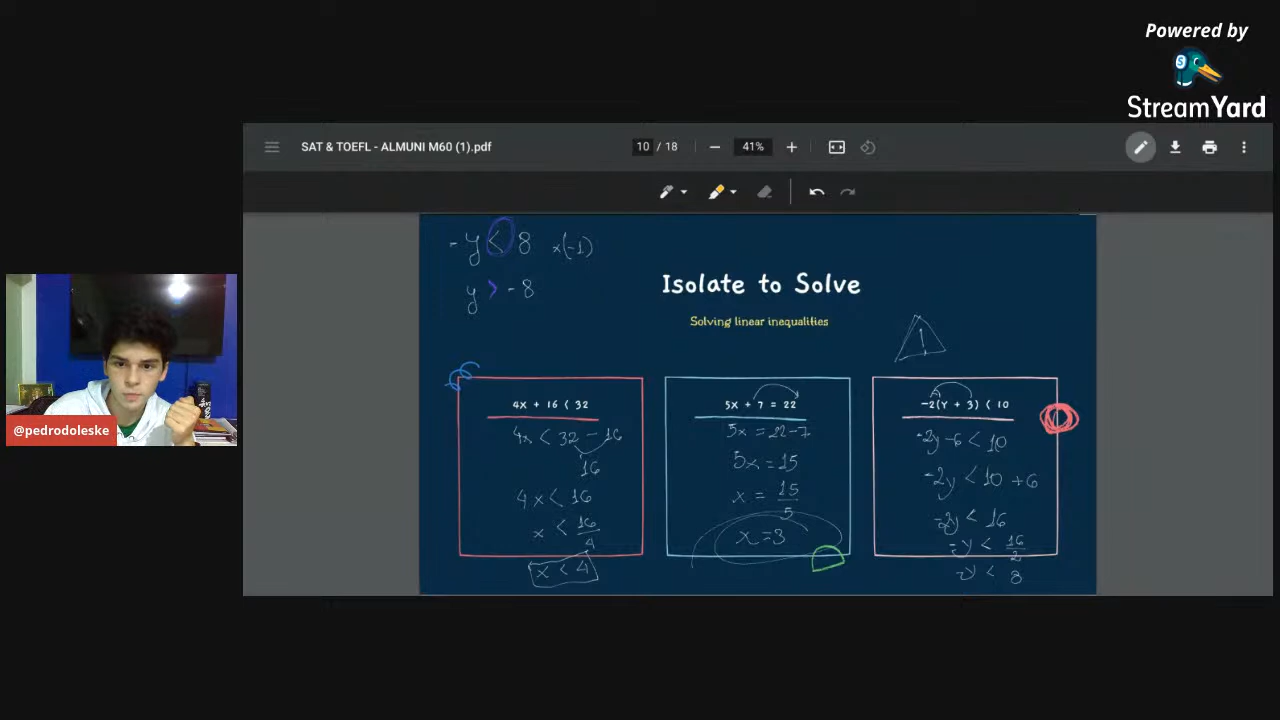 Powered by
StreamYard
SAT & TOEFL - ALMUNI M60 (1).pdf
10 / 18
41%
-y < 8 x(-1)
y > -8
Isolate to Solve
Solving linear inequalities
!
4X + 16 < 32
4x < 32 - 16
16
4x < 16
x < 16
4
x < 4
5X + 7 = 22
5x = 22-7
5x = 15
x = 15
5
x = 3
-2(Y + 3) < 10
-2y - 6 < 10
-2y < 10 + 6
-2y < 16
-y < 16
2
-y < 8
@pedrodoleske